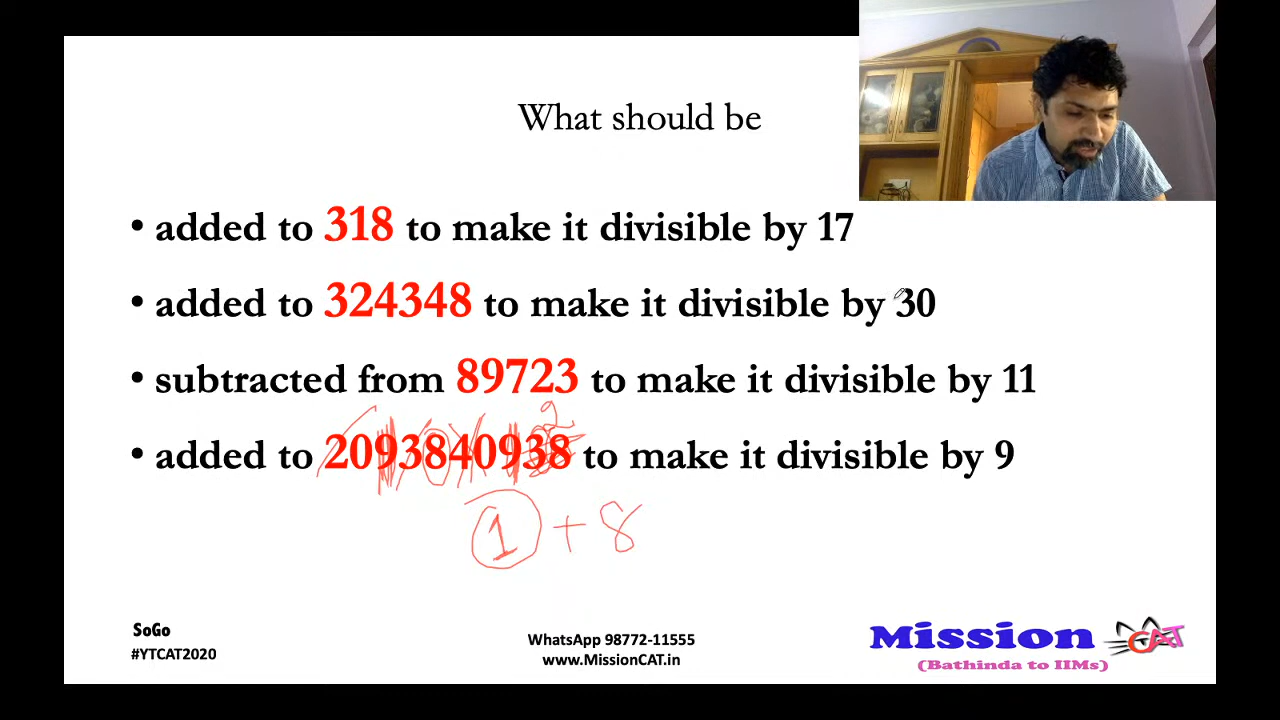 What should be
• added to 318 to make it divisible by 17
• added to 324348 to make it divisible by 30
• subtracted from 89723 to make it divisible by 11
2
• added to 2093840938 to make it divisible by 9
1 + 8
SoGo
#YTCAT2020
WhatsApp 98772-11555
www.MissionCAT.in
Mission CAT
(Bathinda to IIMs)